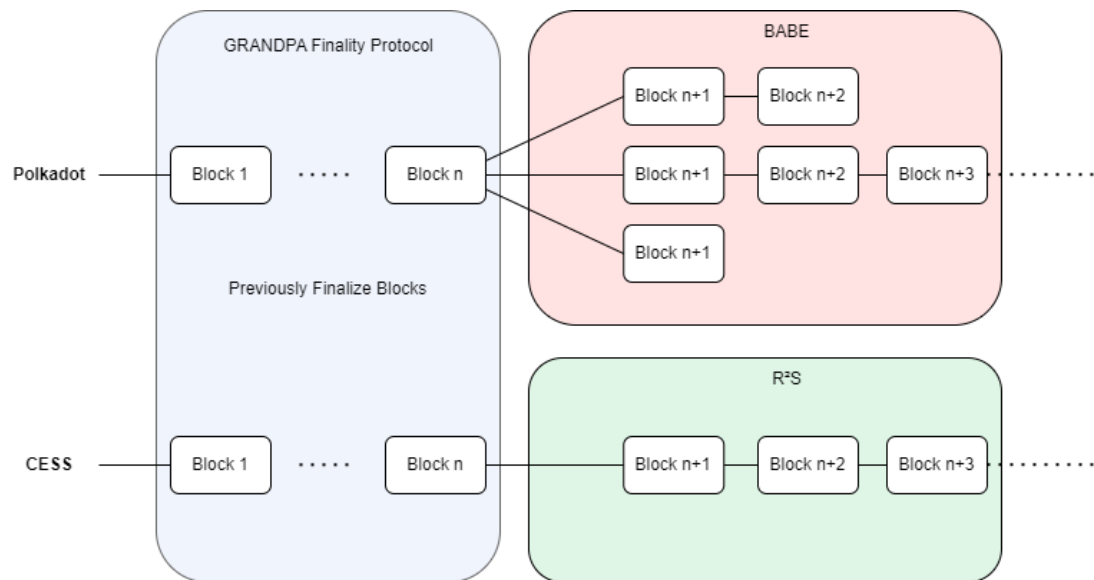 GRANDPA Finality Protocol
BABE
Block n+1
Block n+2
Polkadot
Block 1
.....
Block n
Block n+1
Block n+2
Block n+3
Block n+1
Previously Finalize Blocks
R²S
CESS
Block 1
.....
Block n
Block n+1
Block n+2
Block n+3